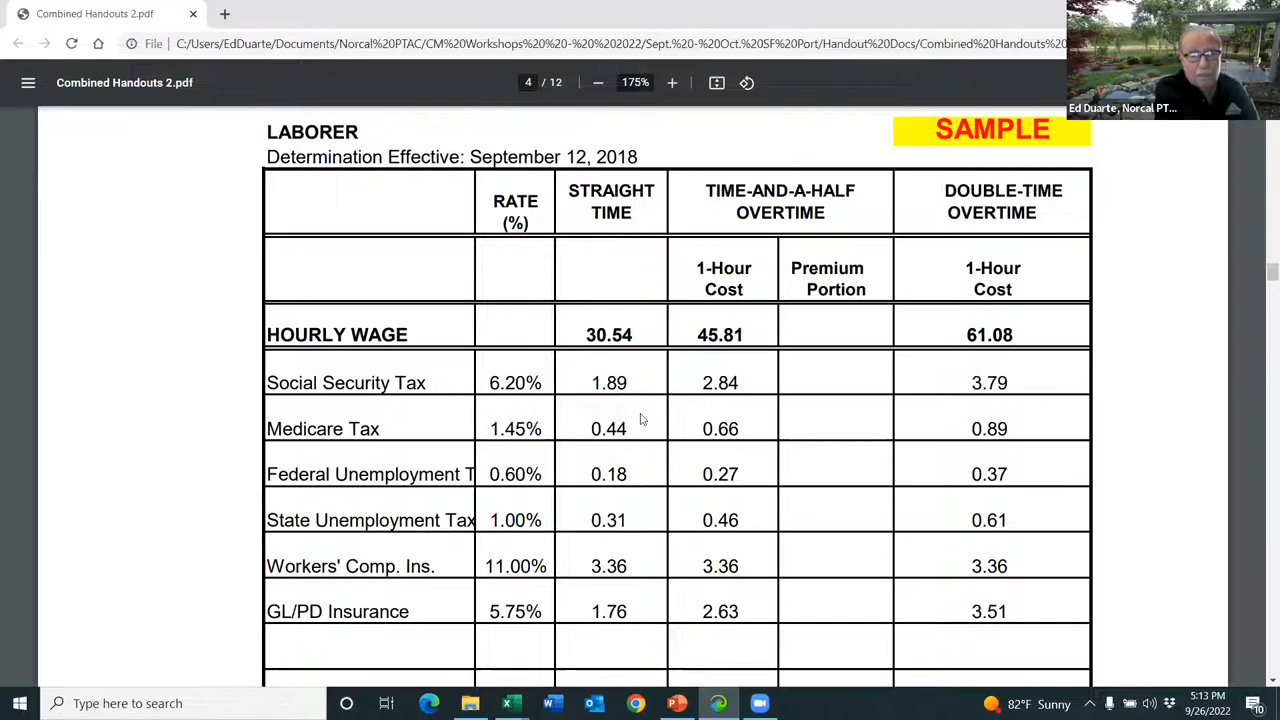 Combined Handouts 2.pdf
File
C:/Users/EdDuarte/Documents/Norcal%20PTAC/CM%20Workshops%20%20-%20%202022/Sept.%20-%20Oct.%20SF%20Port/Handout%20Docs/Combined%20Handouts%20
Combined Handouts 2.pdf
4 / 12
175%
Ed Duarte, Norcal PT...
LABORER
SAMPLE
Determination Effective: September 12, 2018
RATE (%) STRAIGHT TIME TIME-AND-A-HALF OVERTIME DOUBLE-TIME OVERTIME
1-Hour Cost Premium Portion 1-Hour Cost
HOURLY WAGE 30.54 45.81 61.08
Social Security Tax 6.20% 1.89 2.84 3.79
Medicare Tax 1.45% 0.44 0.66 0.89
Federal Unemployment T 0.60% 0.18 0.27 0.37
State Unemployment Tax 1.00% 0.31 0.46 0.61
Workers' Comp. Ins. 11.00% 3.36 3.36 3.36
GL/PD Insurance 5.75% 1.76 2.63 3.51
Type here to search
82°F Sunny
5:13 PM
9/26/2022
10